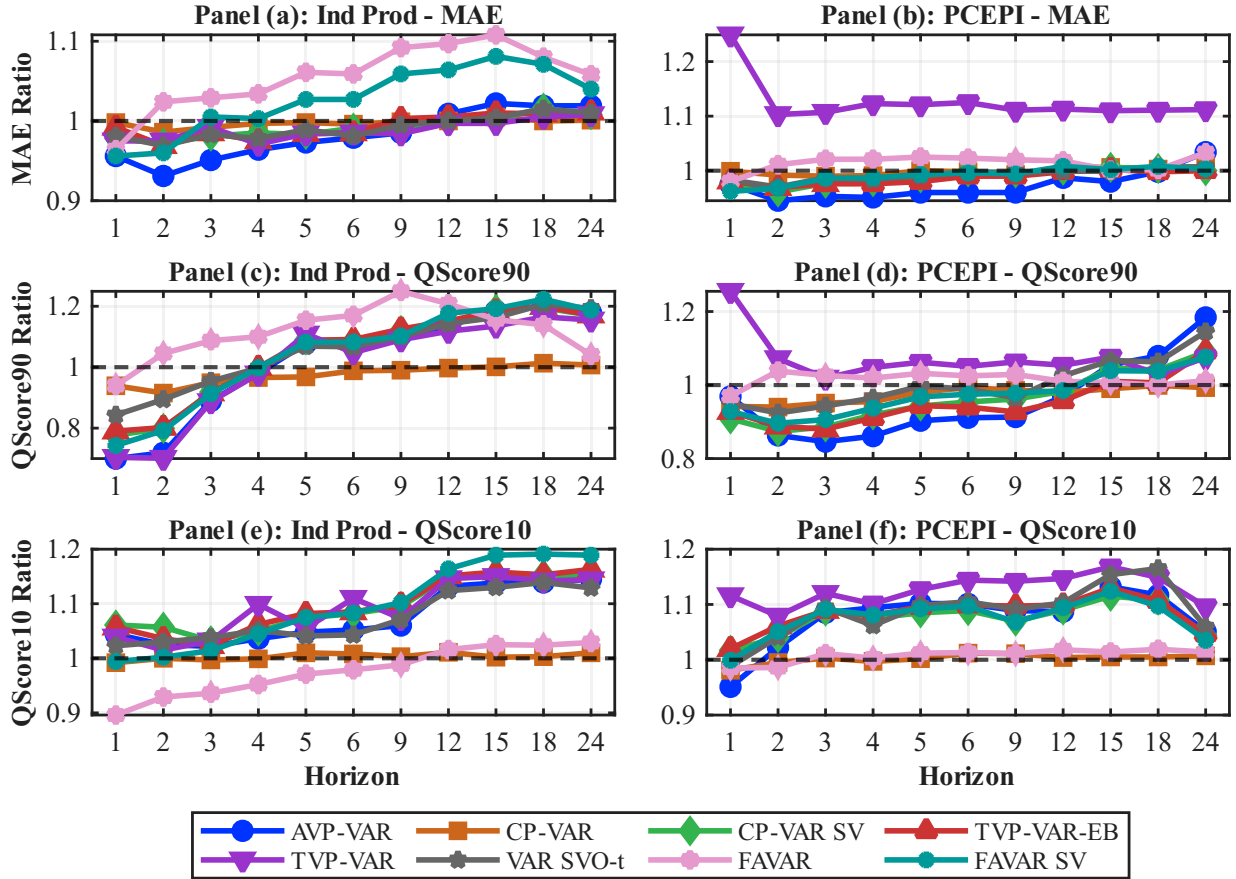 Panel (a): Ind Prod - MAE
MAE Ratio
1.1
1
0.9
1 2 3 4 5 6 9 12 15 18 24
Panel (b): PCEPI - MAE
1.2
1.1
1
1 2 3 4 5 6 9 12 15 18 24
Panel (c): Ind Prod - QScore90
QScore90 Ratio
1.2
1
0.8
1 2 3 4 5 6 9 12 15 18 24
Panel (d): PCEPI - QScore90
1.2
1
0.8
1 2 3 4 5 6 9 12 15 18 24
Panel (e): Ind Prod - QScore10
QScore10 Ratio
1.2
1.1
1
0.9
1 2 3 4 5 6 9 12 15 18 24
Horizon
Panel (f): PCEPI - QScore10
1.2
1.1
1
0.9
1 2 3 4 5 6 9 12 15 18 24
Horizon
AVP-VAR CP-VAR CP-VAR SV TVP-VAR-EB
TVP-VAR VAR SVO-t FAVAR FAVAR SV